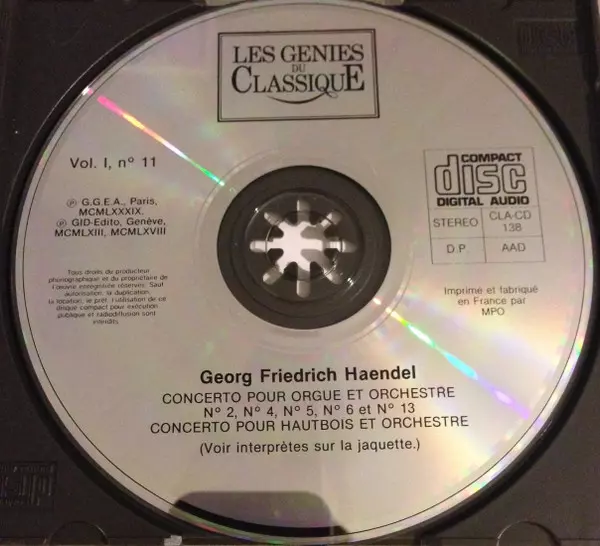 LES GENIES
DU
CLASSIQUE
Vol. I, nº 11
℗ G.G.E.A., Paris,
MCMLXXXIX.
℗ GID-Edito, Genève,
MCMLXIII, MCMLXVIII
Tous droits du producteur
phonographique et du propriétaire de
l'œuvre enregistrée réservés. Sauf
autorisation, la duplication,
la location, le prêt, l'utilisation de ce
disque compact pour exécution
publique et radiodiffusion sont
interdits.
COMPACT
disc
DIGITAL AUDIO
STEREO
CLA-CD
138
D.P.
AAD
Imprimé et fabriqué
en France par
MPO
Georg Friedrich Haendel
CONCERTO POUR ORGUE ET ORCHESTRE
Nº 2, Nº 4, Nº 5, Nº 6 et Nº 13
CONCERTO POUR HAUTBOIS ET ORCHESTRE
(Voir interprètes sur la jaquette.)